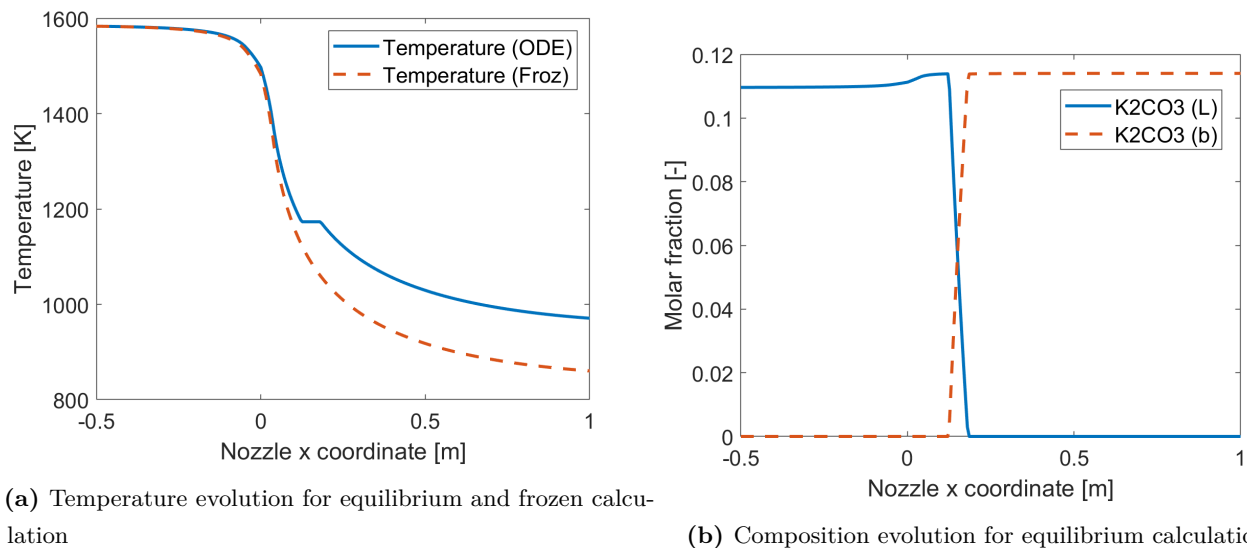 1600
1400
1200
1000
800
Temperature [K]
Temperature (ODE)
Temperature (Froz)
-0.5
0
0.5
1
Nozzle x coordinate [m]
(a) Temperature evolution for equilibrium and frozen calcu-
lation
0.12
0.1
0.08
0.06
0.04
0.02
0
Molar fraction [-]
K2CO3 (L)
K2CO3 (b)
-0.5
0
0.5
1
Nozzle x coordinate [m]
(b) Composition evolution for equilibrium calculatio